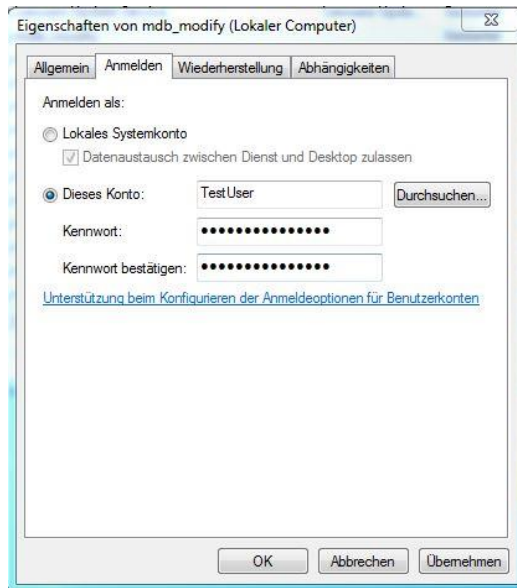 Eigenschaften von mdb_modify (Lokaler Computer)
Allgemein Anmelden Wiederherstellung Abhängigkeiten
Anmelden als:
Lokales Systemkonto
Datenaustausch zwischen Dienst und Desktop zulassen
Dieses Konto: TestUser Durchsuchen...
Kennwort: •••••••••••••••
Kennwort bestätigen: •••••••••••••••
Unterstützung beim Konfigurieren der Anmeldeoptionen für Benutzerkonten
OK Abbrechen Übernehmen